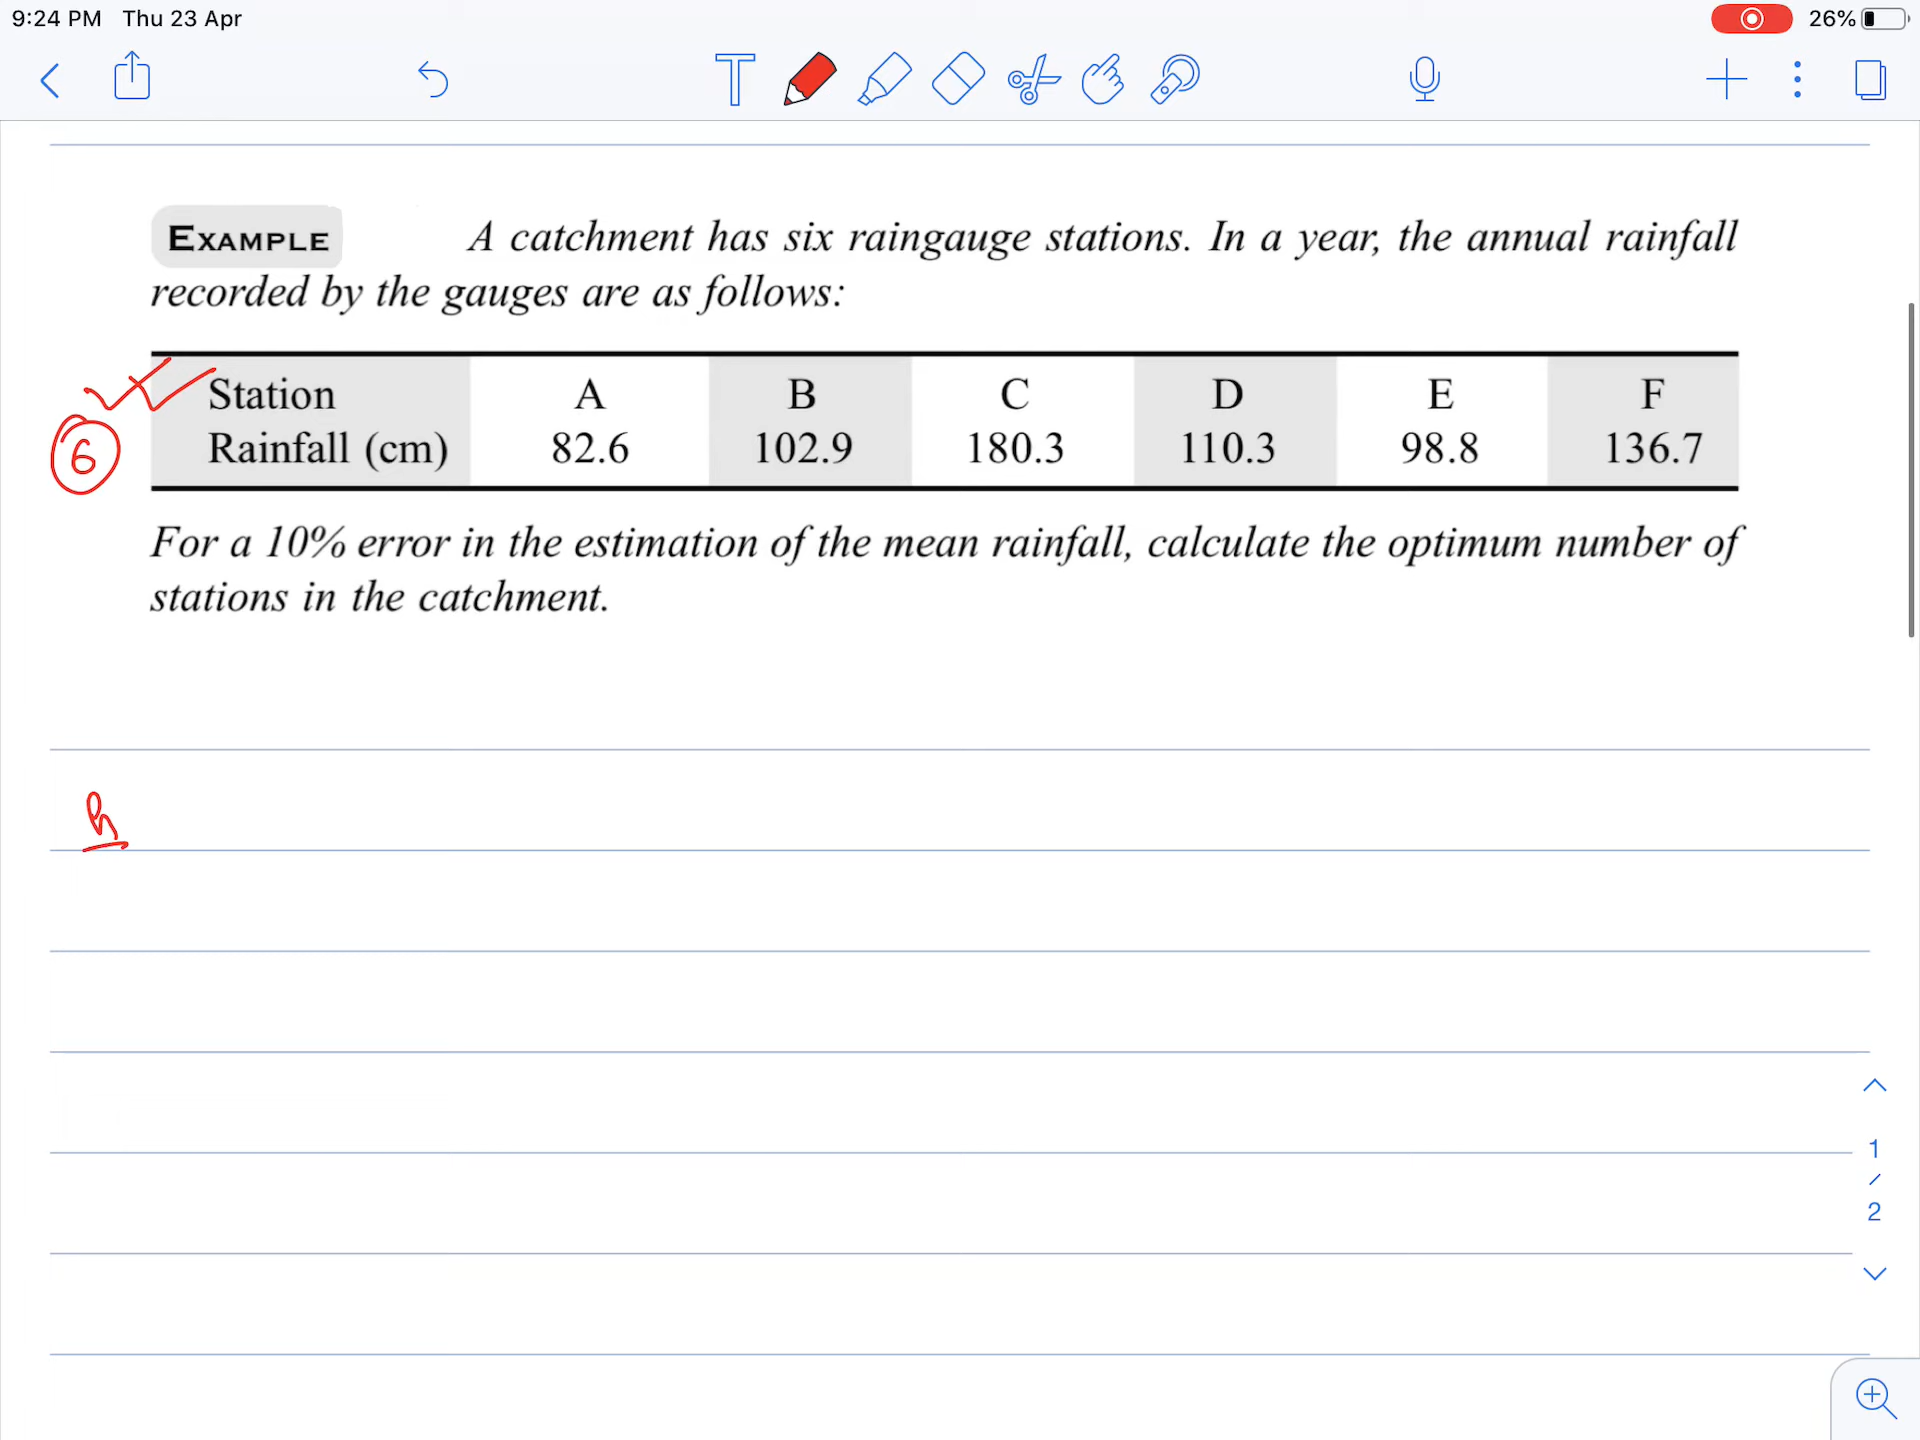 9:24 PM Thu 23 Apr 26%
EXAMPLE A catchment has six raingauge stations. In a year, the annual rainfall
recorded by the gauges are as follows:
Station A B C D E F
6 Rainfall (cm) 82.6 102.9 180.3 110.3 98.8 136.7
For a 10% error in the estimation of the mean rainfall, calculate the optimum number of
stations in the catchment.
1
/
2